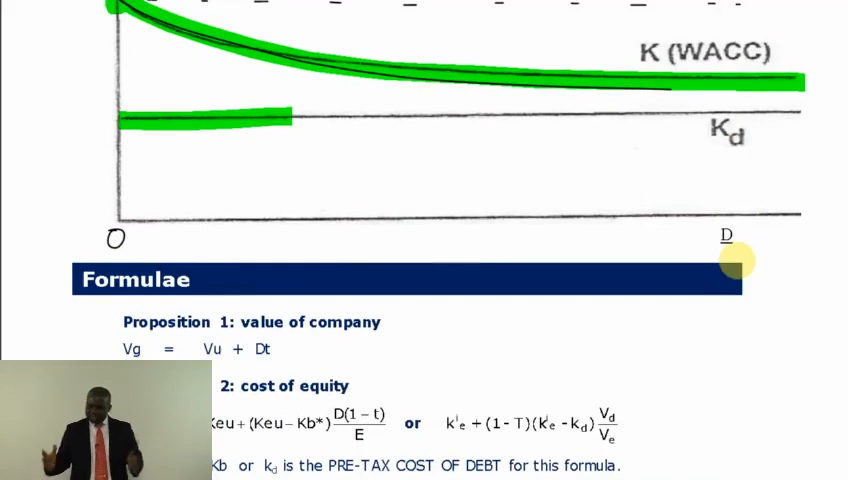 K (WACC)
Kd
O
D
Formulae
Proposition 1: value of company
Vg = Vu + Dt
2: cost of equity
Keu + (Keu – Kb*) D(1 – t) / E or kⁱe + (1 - T)(kⁱe - kd) Vd / Ve
Kb or kd is the PRE-TAX COST OF DEBT for this formula.